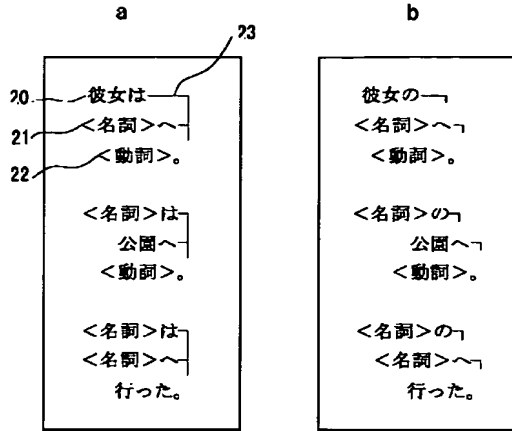 a
23
20
彼女は
21
<名詞>へ
22
<動詞>。
<名詞>は
公園へ
<動詞>。
<名詞>は
<名詞>へ
行った。
b
彼女の
<名詞>へ
<動詞>。
<名詞>の
公園へ
<動詞>。
<名詞>の
<名詞>へ
行った。